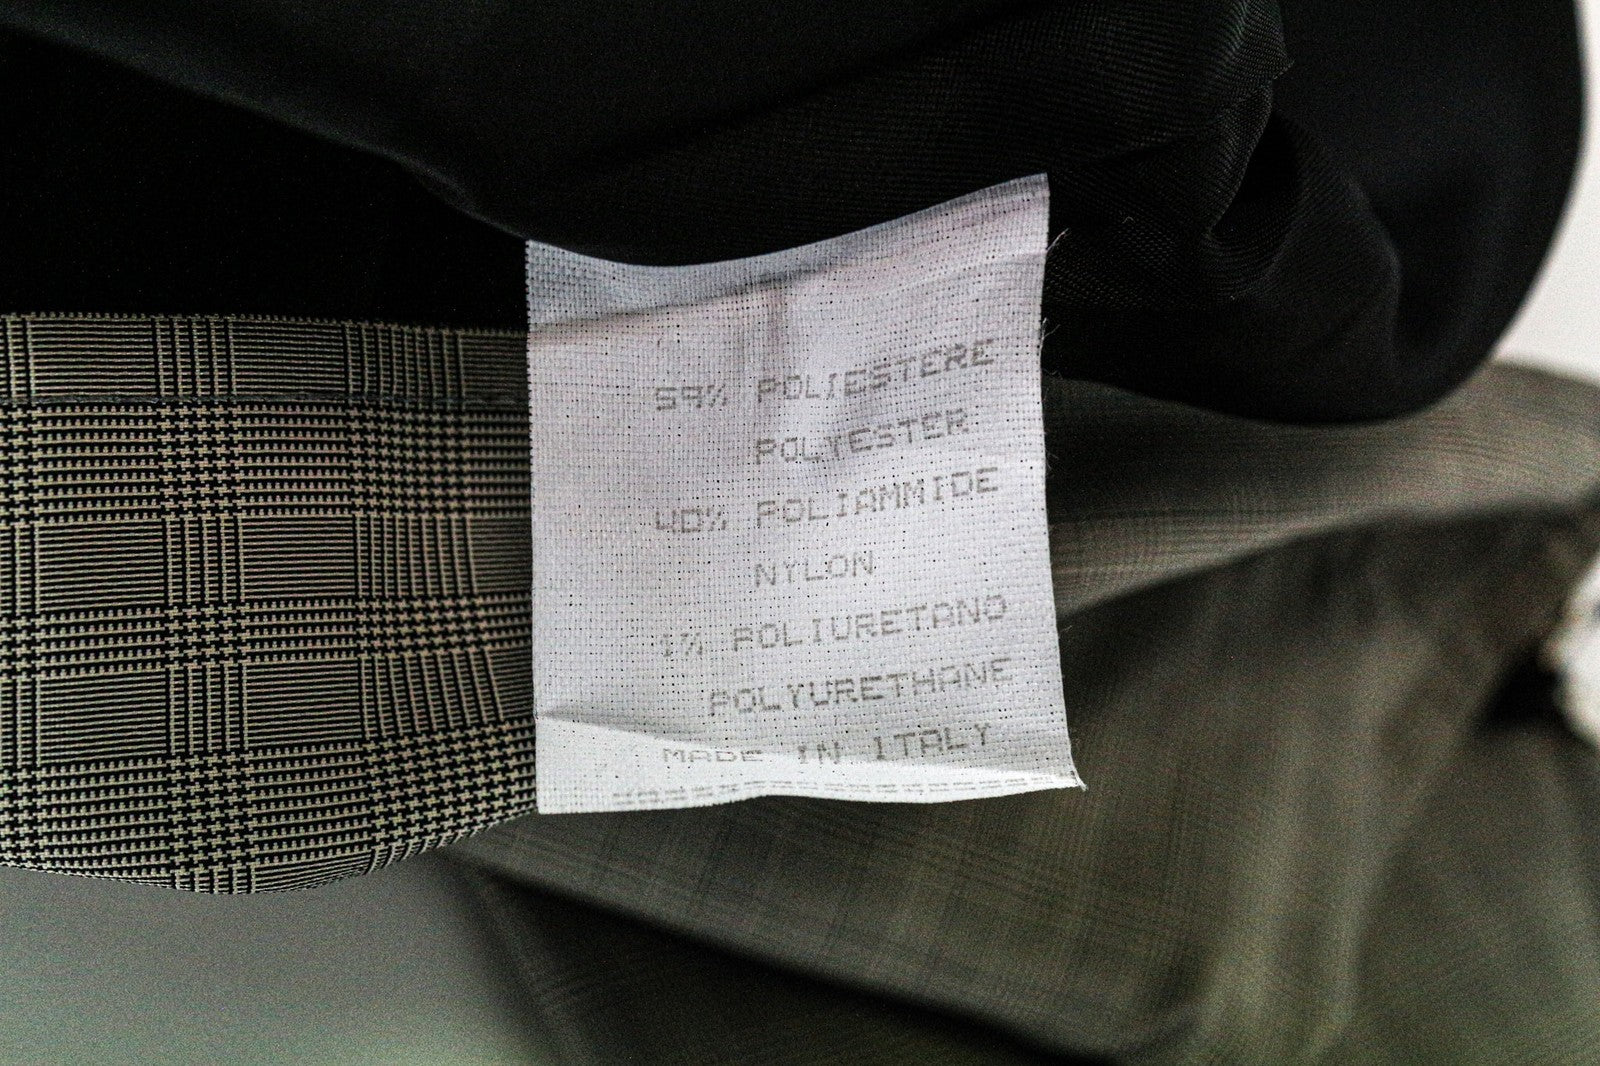 59% POLIESTERE
POLYESTER
40% POLIAMMIDE
NYLON
1% POLIURETANO
POLYURETHANE
MADE IN ITALY